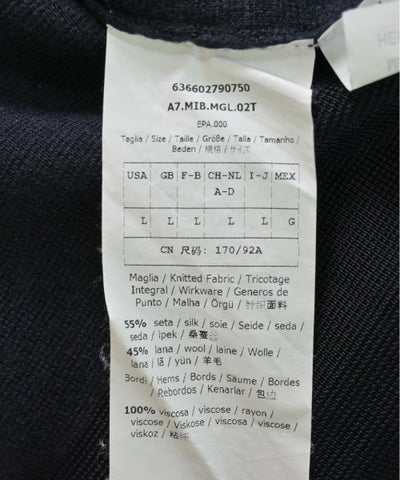 636602790750
A7.MIB.MGL.02T
EPA.000
Taglia / Size / Taille / Größe / Talla / Tamanho /
Beden / 規格 / サイズ
USA GB F-B CH-NL I-J MEX
A-D
L L L L L G
CN 尺码: 170/92A
Maglia / Knitted Fabric / Tricotage
Integral / Wirkware / Generos de
Punto / Malha / Örgü / 针织面料
55% seta / silk / soie / Seide / seda /
seda / ipek / 桑蚕
45% lana / wool / laine / Wolle /
lana / lã / yün / 羊毛
Bordi / Hems / Bords / Säume / Bordes
/ Rebordos / Kenarlar / 包边
100% viscosa / viscose / rayon /
viscose / Viskose / viscosa / viscose /
viskoz / 粘纤
HE